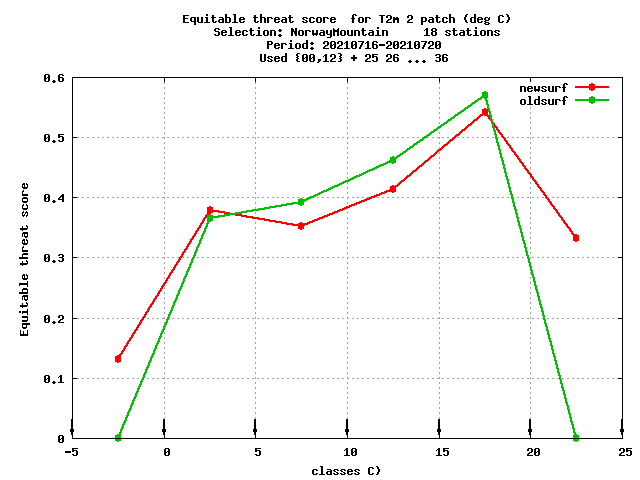 Equitable threat score  for T2m 2 patch (deg C)
Selection: NorwayMountain     18 stations
Period: 20210716-20210720
Used {00,12} + 25 26 ... 36
newsurf
oldsurf
Equitable threat score
0.6
0.5
0.4
0.3
0.2
0.1
0
-5 0 5 10 15 20 25
classes C)